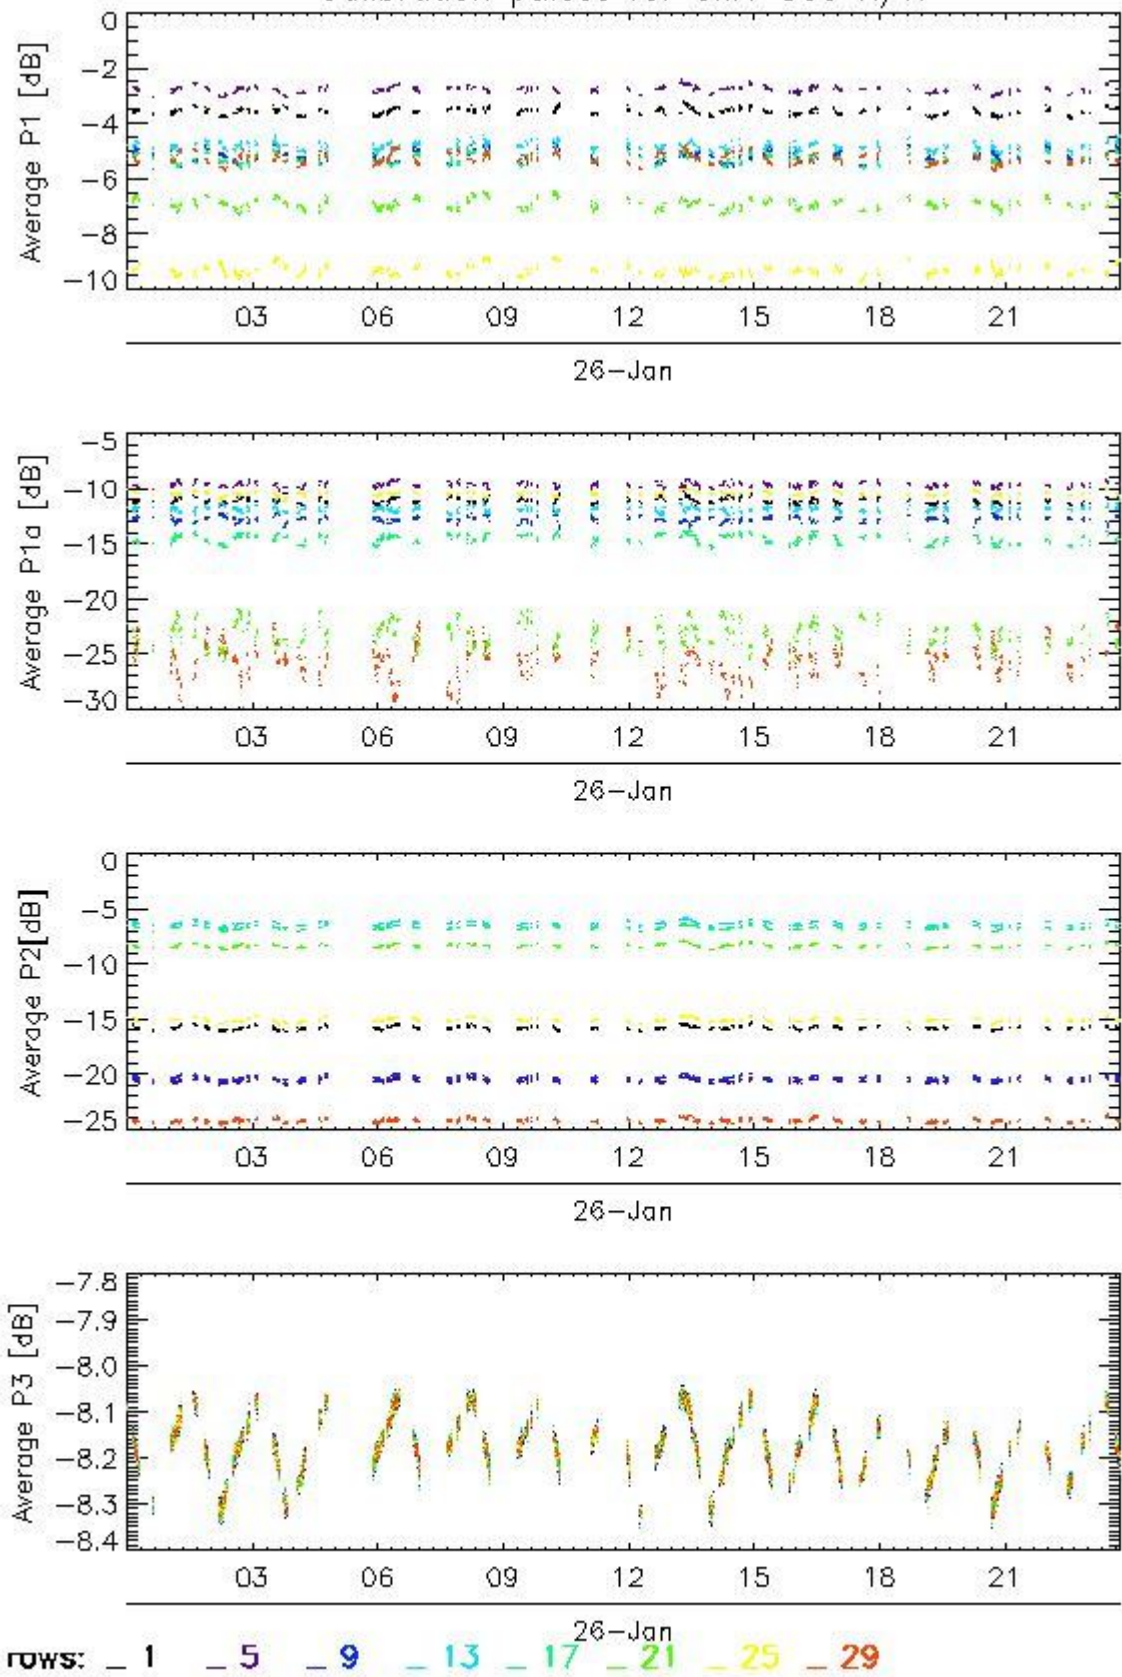 Average P1 [dB]
0
-2
-4
-6
-8
-10
03 06 09 12 15 18 21
26-Jan
Average P1a [dB]
-5
-10
-15
-20
-25
-30
03 06 09 12 15 18 21
26-Jan
Average P2[dB]
0
-5
-10
-15
-20
-25
03 06 09 12 15 18 21
26-Jan
Average P3 [dB]
-7.8
-7.9
-8.0
-8.1
-8.2
-8.3
-8.4
03 06 09 12 15 18 21
26-Jan
rows: _ 1 _ 5 _ 9 _ 13 _ 17 _ 21 _ 25 _ 29